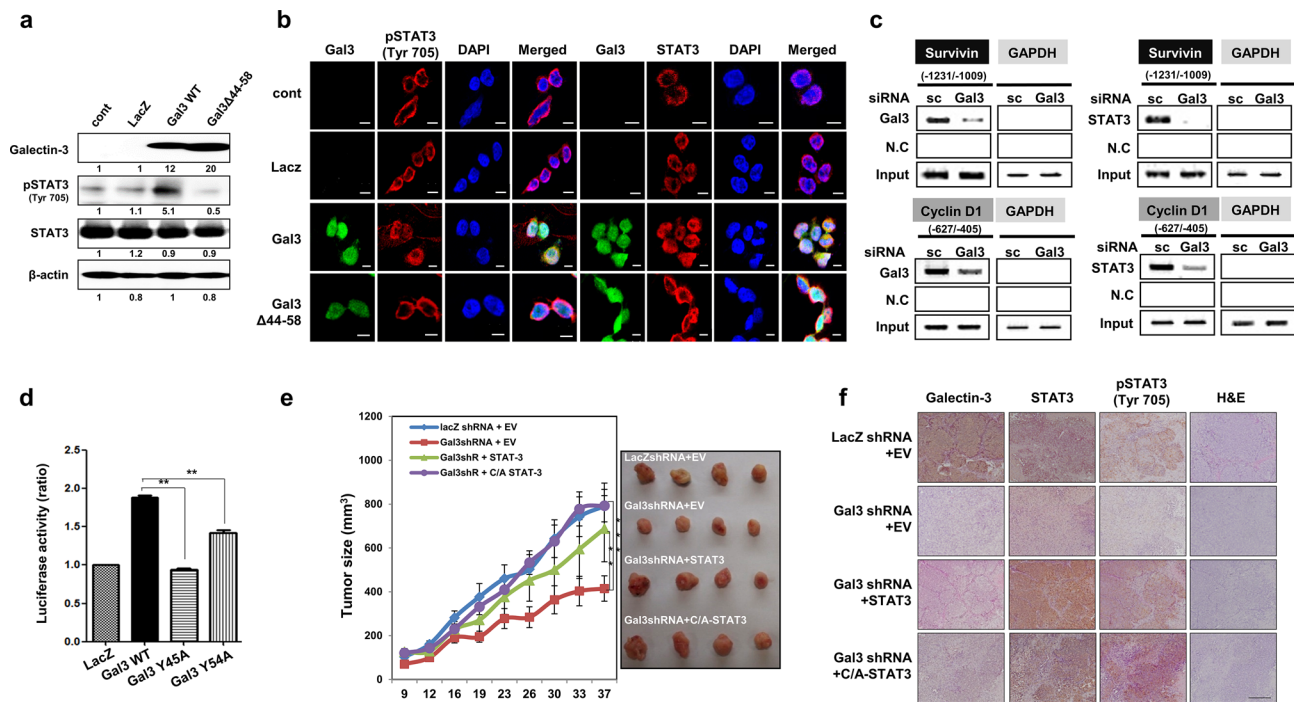 a
cont LacZ Gal3 WT Gal3Δ44-58
Galectin-3
1 1 12 20
pSTAT3
(Tyr 705)
1 1.1 5.1 0.5
STAT3
1 1.2 0.9 0.9
β-actin
1 0.8 1 0.8
b
Gal3 pSTAT3 (Tyr 705) DAPI Merged Gal3 STAT3 DAPI Merged
cont
Lacz
Gal3
Gal3
Δ44-58
c
Survivin GAPDH
(-1231/-1009)
siRNA sc Gal3 sc Gal3
Gal3
N.C
Input
Survivin GAPDH
(-1231/-1009)
siRNA sc Gal3 sc Gal3
STAT3
N.C
Input
Cyclin D1 GAPDH
(-627/-405)
siRNA sc Gal3 sc Gal3
Gal3
N.C
Input
Cyclin D1 GAPDH
(-627/-405)
siRNA sc Gal3 sc Gal3
STAT3
N.C
Input
d
Luciferase activity (ratio)
2.0
1.5
1.0
0.5
0.0
**
**
LacZ Gal3 WT Gal3 Y45A Gal3 Y54A
e
Tumor size (mm3)
1200
1000
800
600
400
200
0
lacZ shRNA + EV
Gal3shRNA + EV
Gal3shR + STAT-3
Gal3shR + C/A STAT-3
9 12 16 19 23 26 30 33 37
LacZshRNA+EV
Gal3shRNA+EV
Gal3shRNA+STAT3
Gal3shRNA+C/A-STAT3
f
Galectin-3 STAT3 pSTAT3 (Tyr 705) H&E
LacZ shRNA
+EV
Gal3 shRNA
+EV
Gal3 shRNA
+STAT3
Gal3 shRNA
+C/A-STAT3